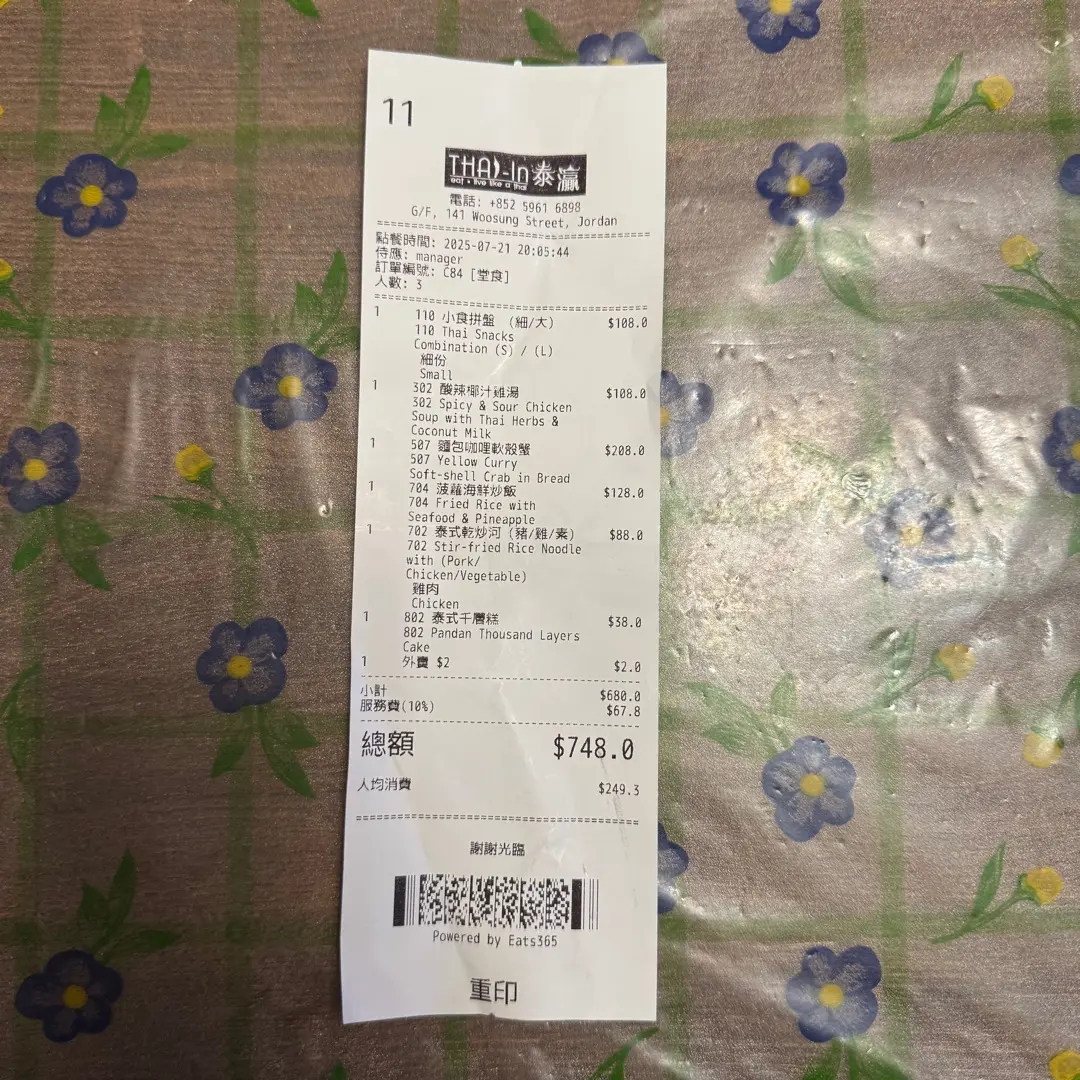 11
THAI-In 泰瀛
eat • live like a thai
電話: +852 5961 6898
G/F, 141 Woosung Street, Jordan
點餐時間: 2025-07-21 20:05:44
侍應: manager
訂單編號: C84 [堂食]
人數: 3
1 110 小食拼盤 (細/大) $108.0
110 Thai Snacks
Combination (S) / (L)
細份
Small
1 302 酸辣椰汁雞湯 $108.0
302 Spicy & Sour Chicken
Soup with Thai Herbs &
Coconut Milk
1 507 麵包咖哩軟殼蟹 $208.0
507 Yellow Curry
Soft-shell Crab in Bread
1 704 菠蘿海鮮炒飯 $128.0
704 Fried Rice with
Seafood & Pineapple
1 702 泰式乾炒河 (豬/雞/素) $88.0
702 Stir-fried Rice Noodle
with (Pork/
Chicken/Vegetable)
雞肉
Chicken
1 802 泰式千層糕 $38.0
802 Pandan Thousand Layers
Cake
1 外賣 $2 $2.0
小計 $680.0
服務費(10%) $67.8
總額 $748.0
人均消費 $249.3
謝謝光臨
Powered by Eats365
重印